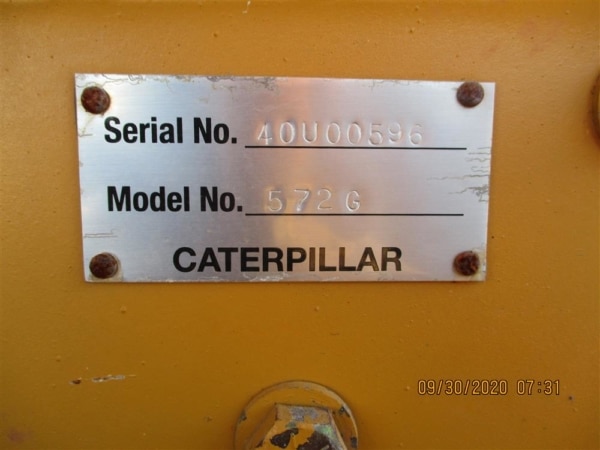 Serial No. 40U00596
Model No. 572G
CATERPILLAR
09/30/2020 07:31